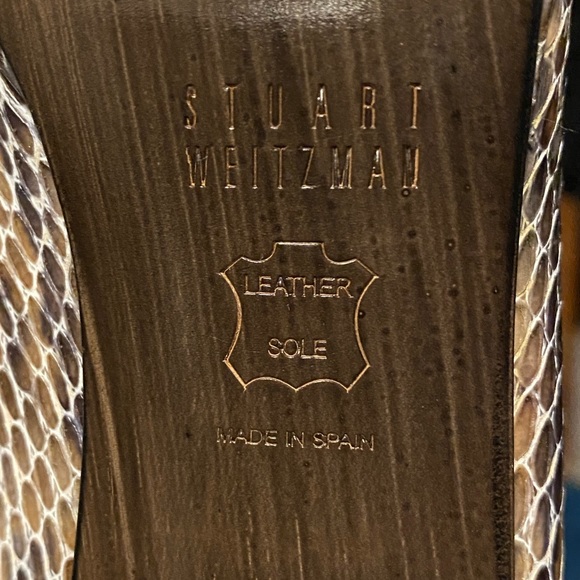 STUART
WEITZMAN
LEATHER
SOLE
MADE IN SPAIN